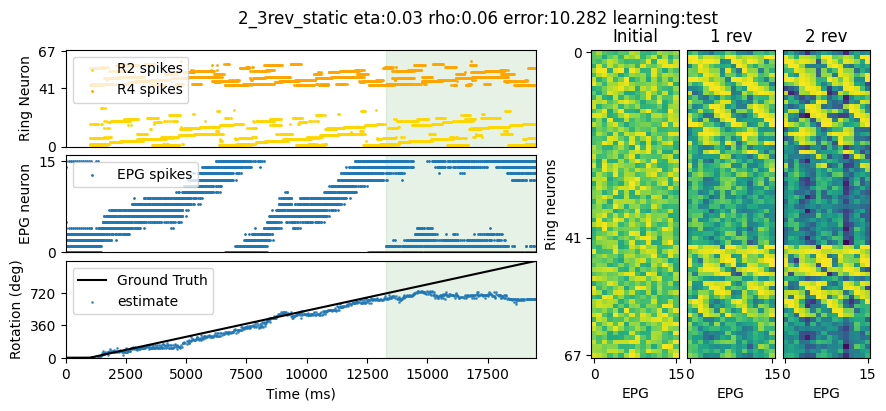 2_3rev_static eta:0.03 rho:0.06 error:10.282 learning:test
Ring Neuron
67
41
0
R2 spikes
R4 spikes
EPG neuron
15
0
EPG spikes
Rotation (deg)
720
360
0
Ground Truth
estimate
0 2500 5000 7500 10000 12500 15000 17500
Time (ms)
Initial 1 rev 2 rev
Ring neurons
0
41
67
0 15 0 15 0 15
EPG EPG EPG